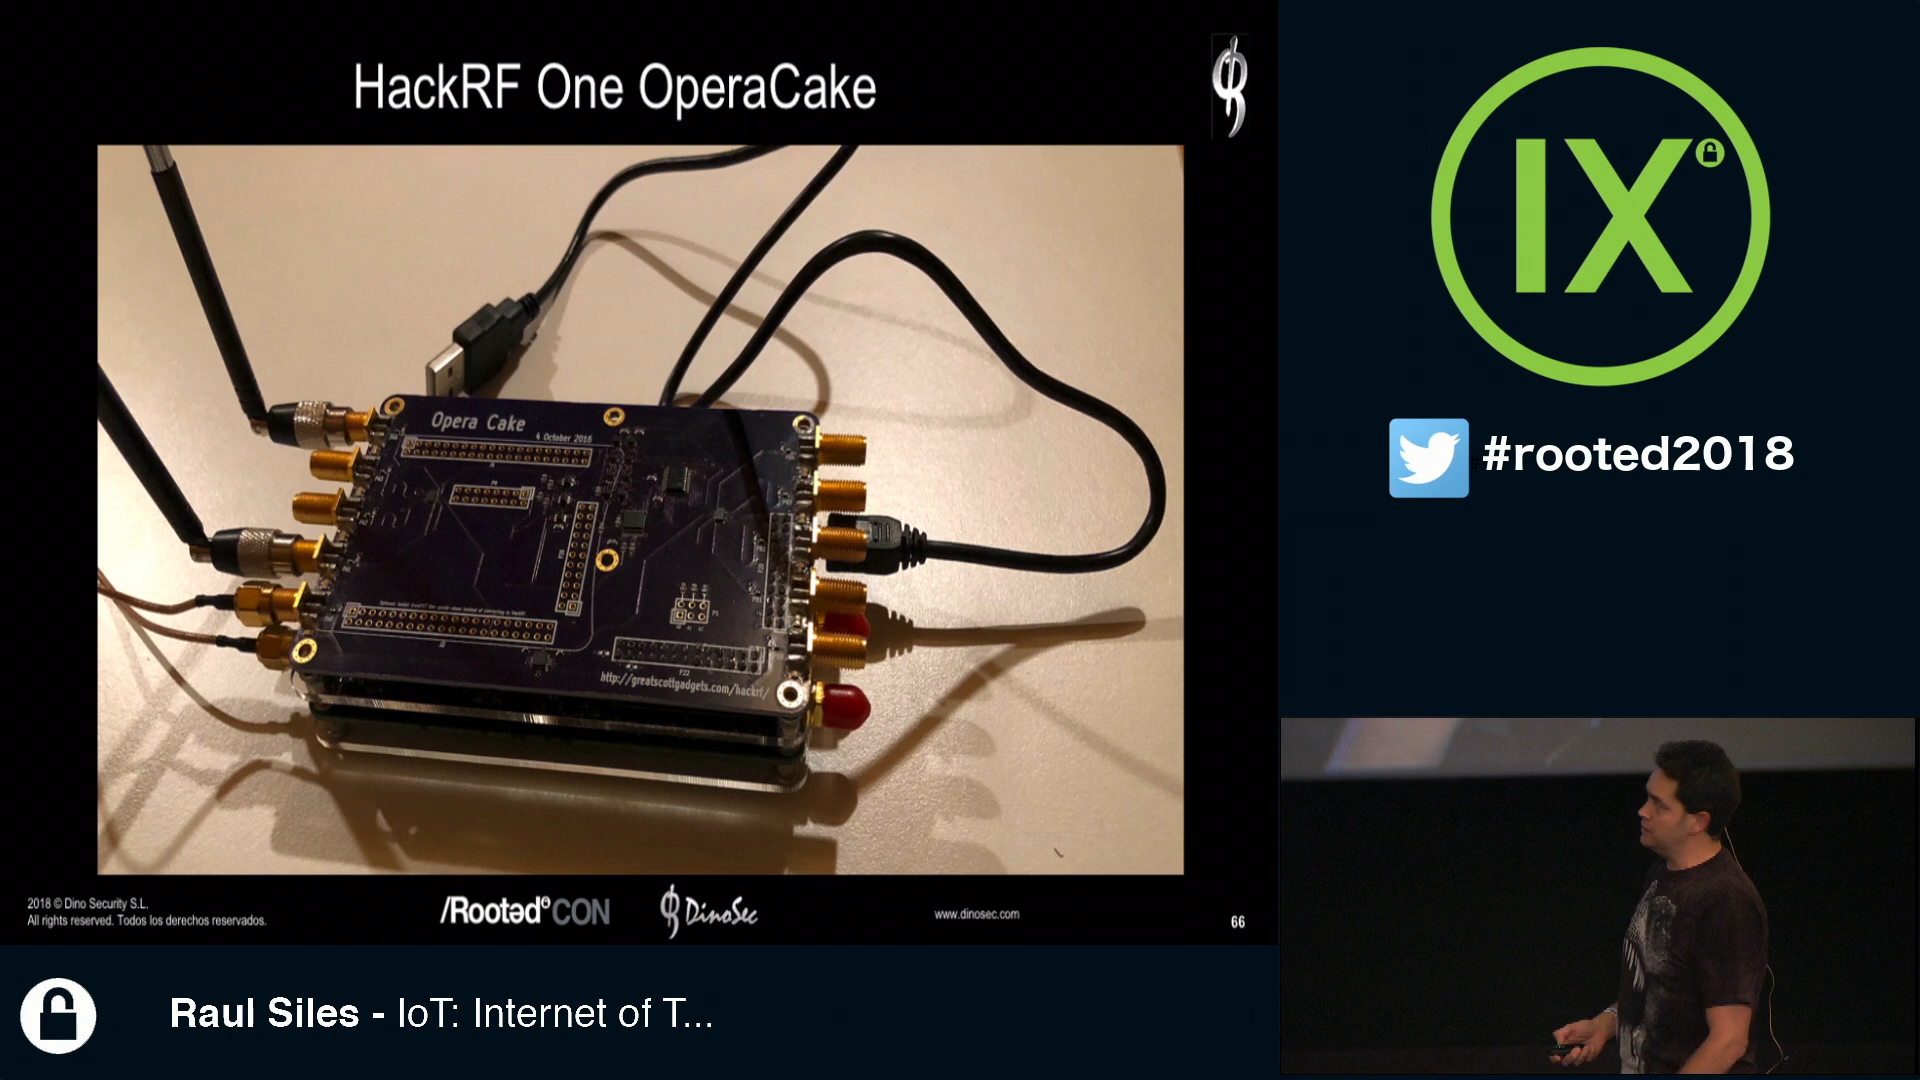 HackRF One OperaCake
Opera Cake
4 October 2016
http://greatscottgadgets.com/hackrf/
P22
2018 © Dino Security S.L.
All rights reserved. Todos los derechos reservados.
/Rooted CON
DinoSec
www.dinosec.com
66
IX
#rooted2018
Raul Siles - IoT: Internet of T...